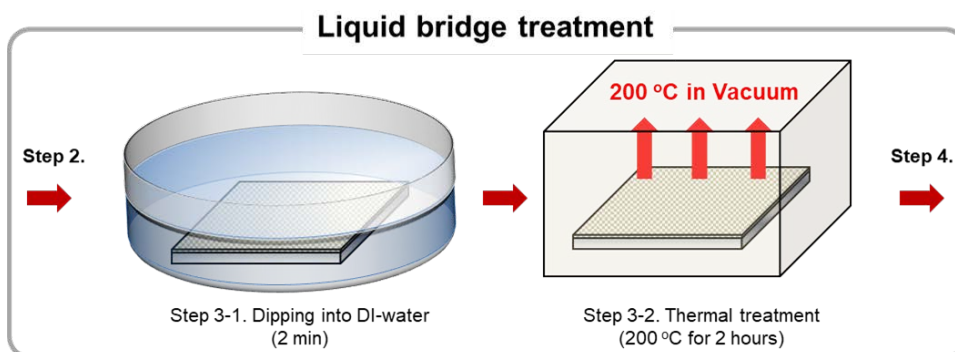 Liquid bridge treatment
Step 2.
200 °C in Vacuum
Step 4.
Step 3-1. Dipping into DI-water
(2 min)
Step 3-2. Thermal treatment
(200 °C for 2 hours)